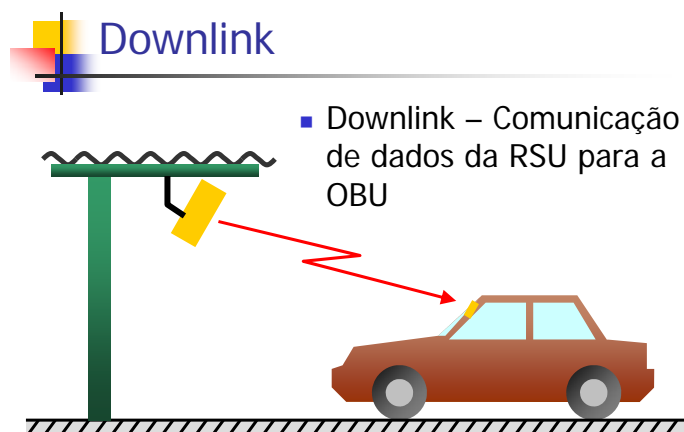 Downlink
Downlink – Comunicação
de dados da RSU para a
OBU